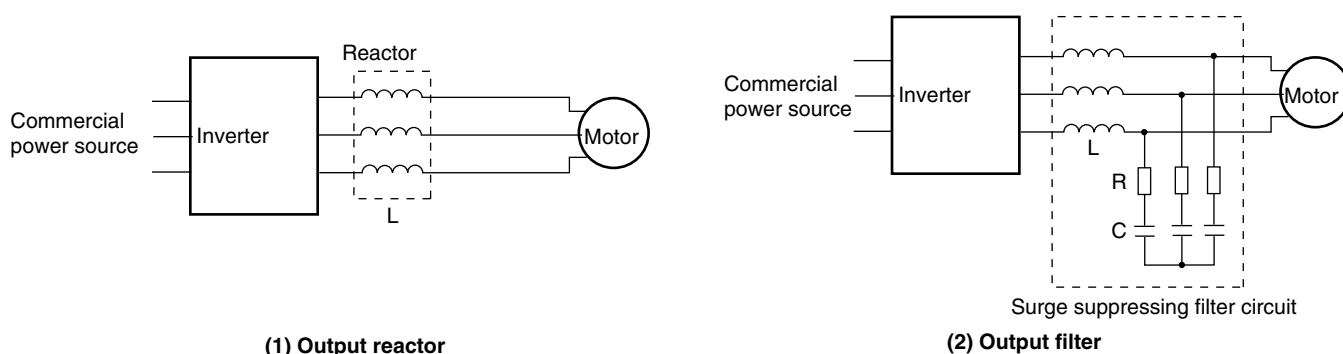 Reactor
Commercial
power source
Inverter
Motor
L
(1) Output reactor
Commercial
power source
Inverter
Motor
L
R
C
Surge suppressing filter circuit
(2) Output filter